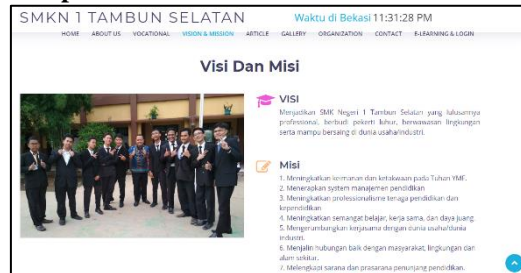 SMKN 1 TAMBUN SELATAN
Waktu di Bekasi 11:31:28 PM
HOME ABOUT US VOCATIONAL VISION & MISSION ARTICLE GALLERY ORGANIZATION CONTACT E-LEARNING & LOGIN
Visi Dan Misi
VISI
Menjadikan SMK Negeri 1 Tambun Selatan yang lulusannya
professional, berbudi pekerti luhur, berwawasan lingkungan
serta mampu bersaing di dunia usaha/industri.
Misi
1. Meningkatkan keimanan dan ketakwaan pada Tuhan YME.
2. Menerapkan system manajemen pendidikan
3. Meningkatkan professionalisme tenaga pendidikan dan
kependidikan.
4. Meningkatkan semangat belajar, kerja sama, dan daya juang.
5. Mengembangkan kerjasama dengan dunia usaha/dunia
industri.
6. Menjalin hubungan baik dengan masyarakat, lingkungan dan
alam sekitar.
7. Melengkapi sarana dan prasarana penunjang pendidikan.